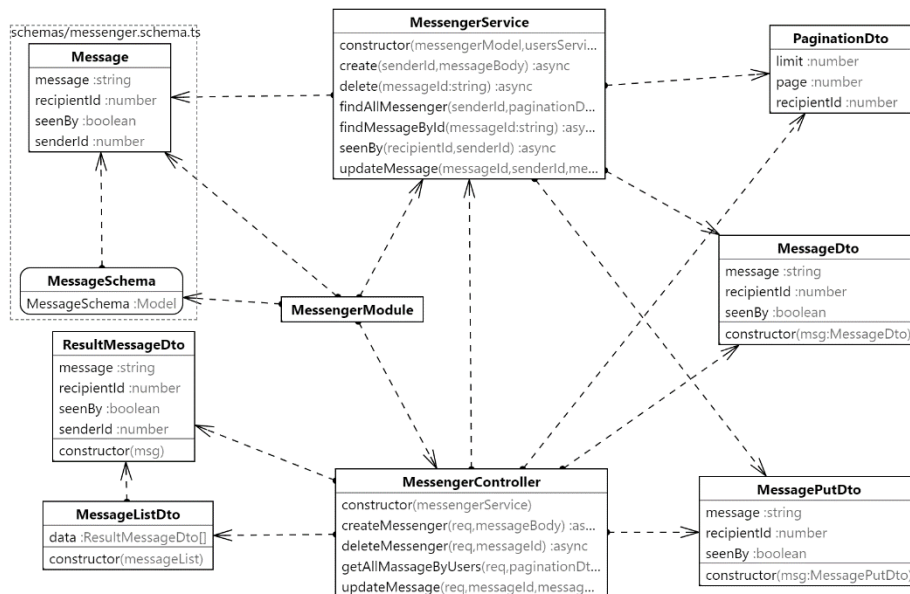 schemas/messenger.schema.ts
Message
message :string
recipientId :number
seenBy :boolean
senderId :number
MessageSchema
MessageSchema :Model
MessengerService
constructor(messengerModel,usersServi...
create(senderId,messageBody) :async
delete(messageId:string) :async
findAllMessenger(senderId,paginationD...
findMessageById(messageId:string) :asy...
seenBy(recipientId,senderId) :async
updateMessage(messageId,senderId,me...
PaginationDto
limit :number
page :number
recipientId :number
MessengerModule
MessageDto
message :string
recipientId :number
seenBy :boolean
constructor(msg:MessageDto)
ResultMessageDto
message :string
recipientId :number
seenBy :boolean
senderId :number
constructor(msg)
MessageListDto
data :ResultMessageDto[]
constructor(messageList)
MessengerController
constructor(messengerService)
createMessenger(req,messageBody) :as...
deleteMessenger(req,messageId) :async
getAllMassageByUsers(req,paginationDt...
updateMessage(req,messageId,messag...
MessagePutDto
message :string
recipientId :number
seenBy :boolean
constructor(msg:MessagePutDto)